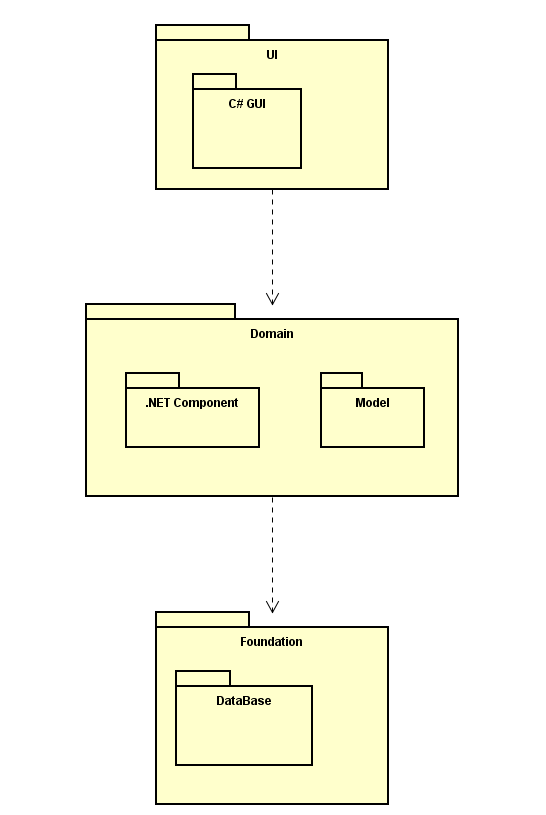 UI
C# GUI
Domain
.NET Component
Model
Foundation
DataBase